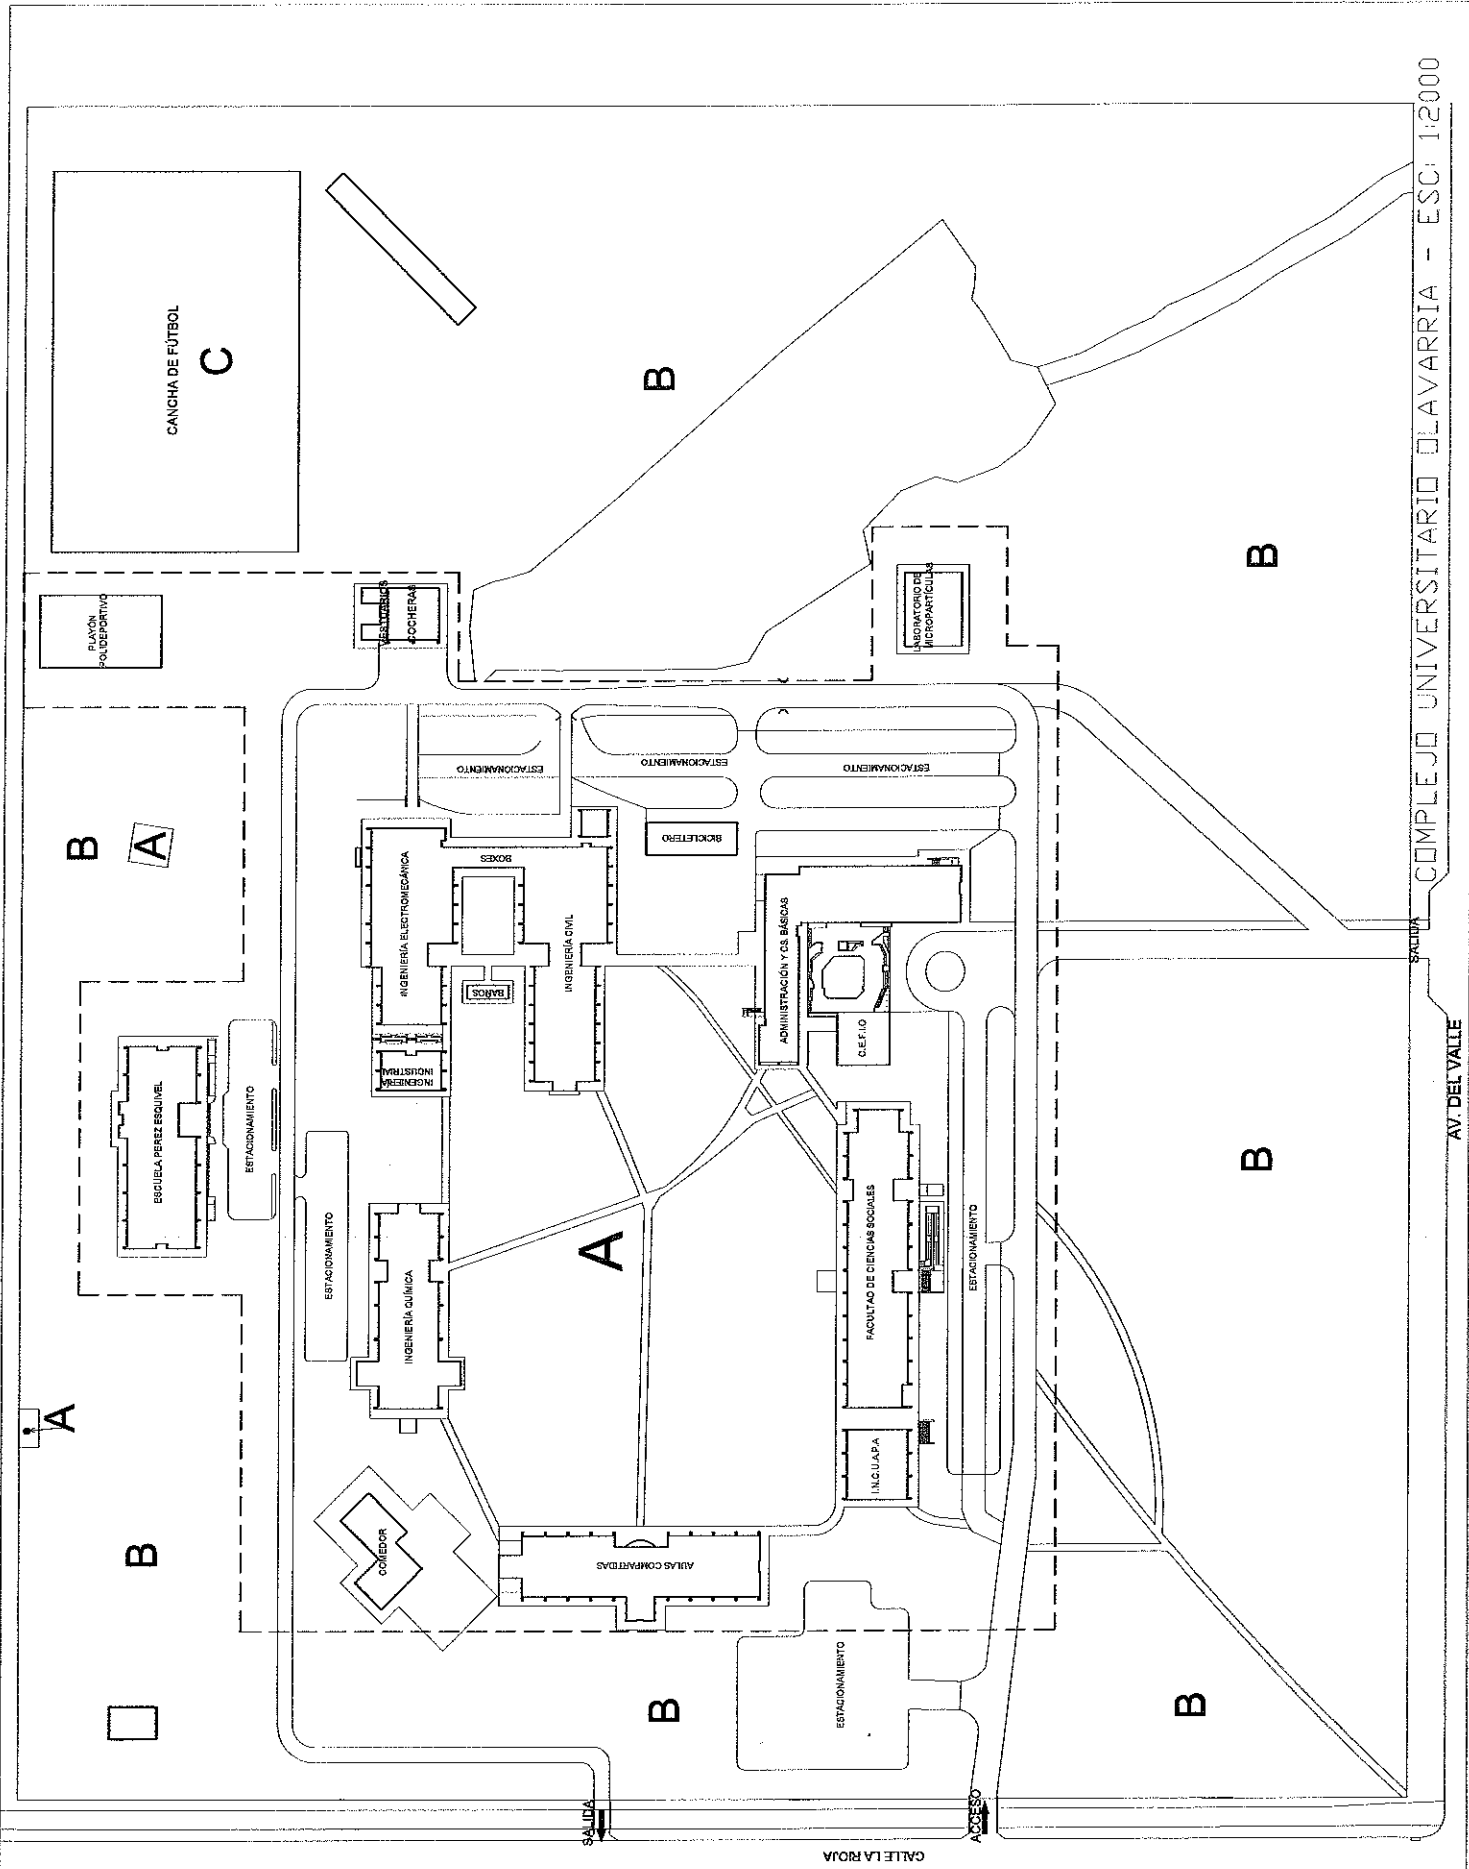 CANCHA DE FÚTBOL
C
PLAYÓN
POLIDEPORTIVO
VESTUARIOS
COCHERAS
B
B
LABORATORIO DE
MICROPARTÍCULAS
ESTACIONAMIENTO
ESTACIONAMIENTO
ESTACIONAMIENTO
B
A
BICICLETERO
INGENIERÍA ELECTROMECÁNICA
BOXES
BAÑOS
INGENIERÍA CIVIL
INGENIERÍA
INDUSTRIAL
ADMINISTRACIÓN Y CS. BÁSICAS
C.E.F.I.O
ESCUELA PEREZ ESQUIVEL
ESTACIONAMIENTO
ESTACIONAMIENTO
INGENIERÍA QUÍMICA
A
FACULTAD DE CIENCIAS SOCIALES
ESTACIONAMIENTO
I.N.C.U.A.P.A
B
A
B
COMEDOR
AULAS COMPARTIDAS
ESTACIONAMIENTO
B
B
SALIDA
ACCESO
CALLE LA RIOJA
SALIDA
AV. DEL VALLE
COMPLEJO UNIVERSITARIO OLAVARRIA - ESC: 1:2000